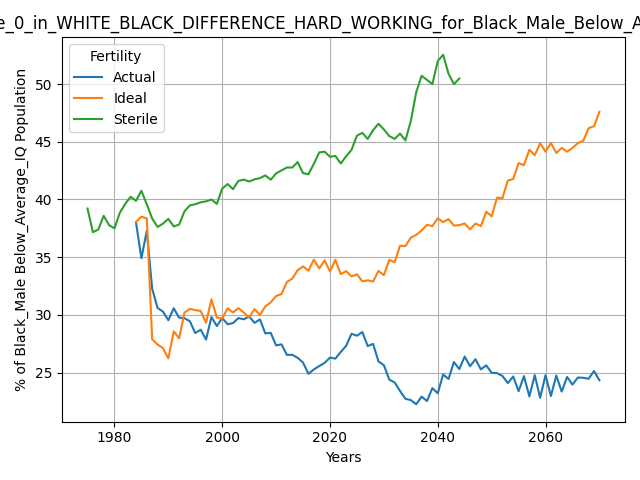 e_0_in_WHITE_BLACK_DIFFERENCE_HARD_WORKING_for_Black_Male_Below_A
Fertility
Actual
Ideal
Sterile
% of Black_Male Below_Average_IQ Population
50
45
40
35
30
25
1980
2000
2020
2040
2060
Years